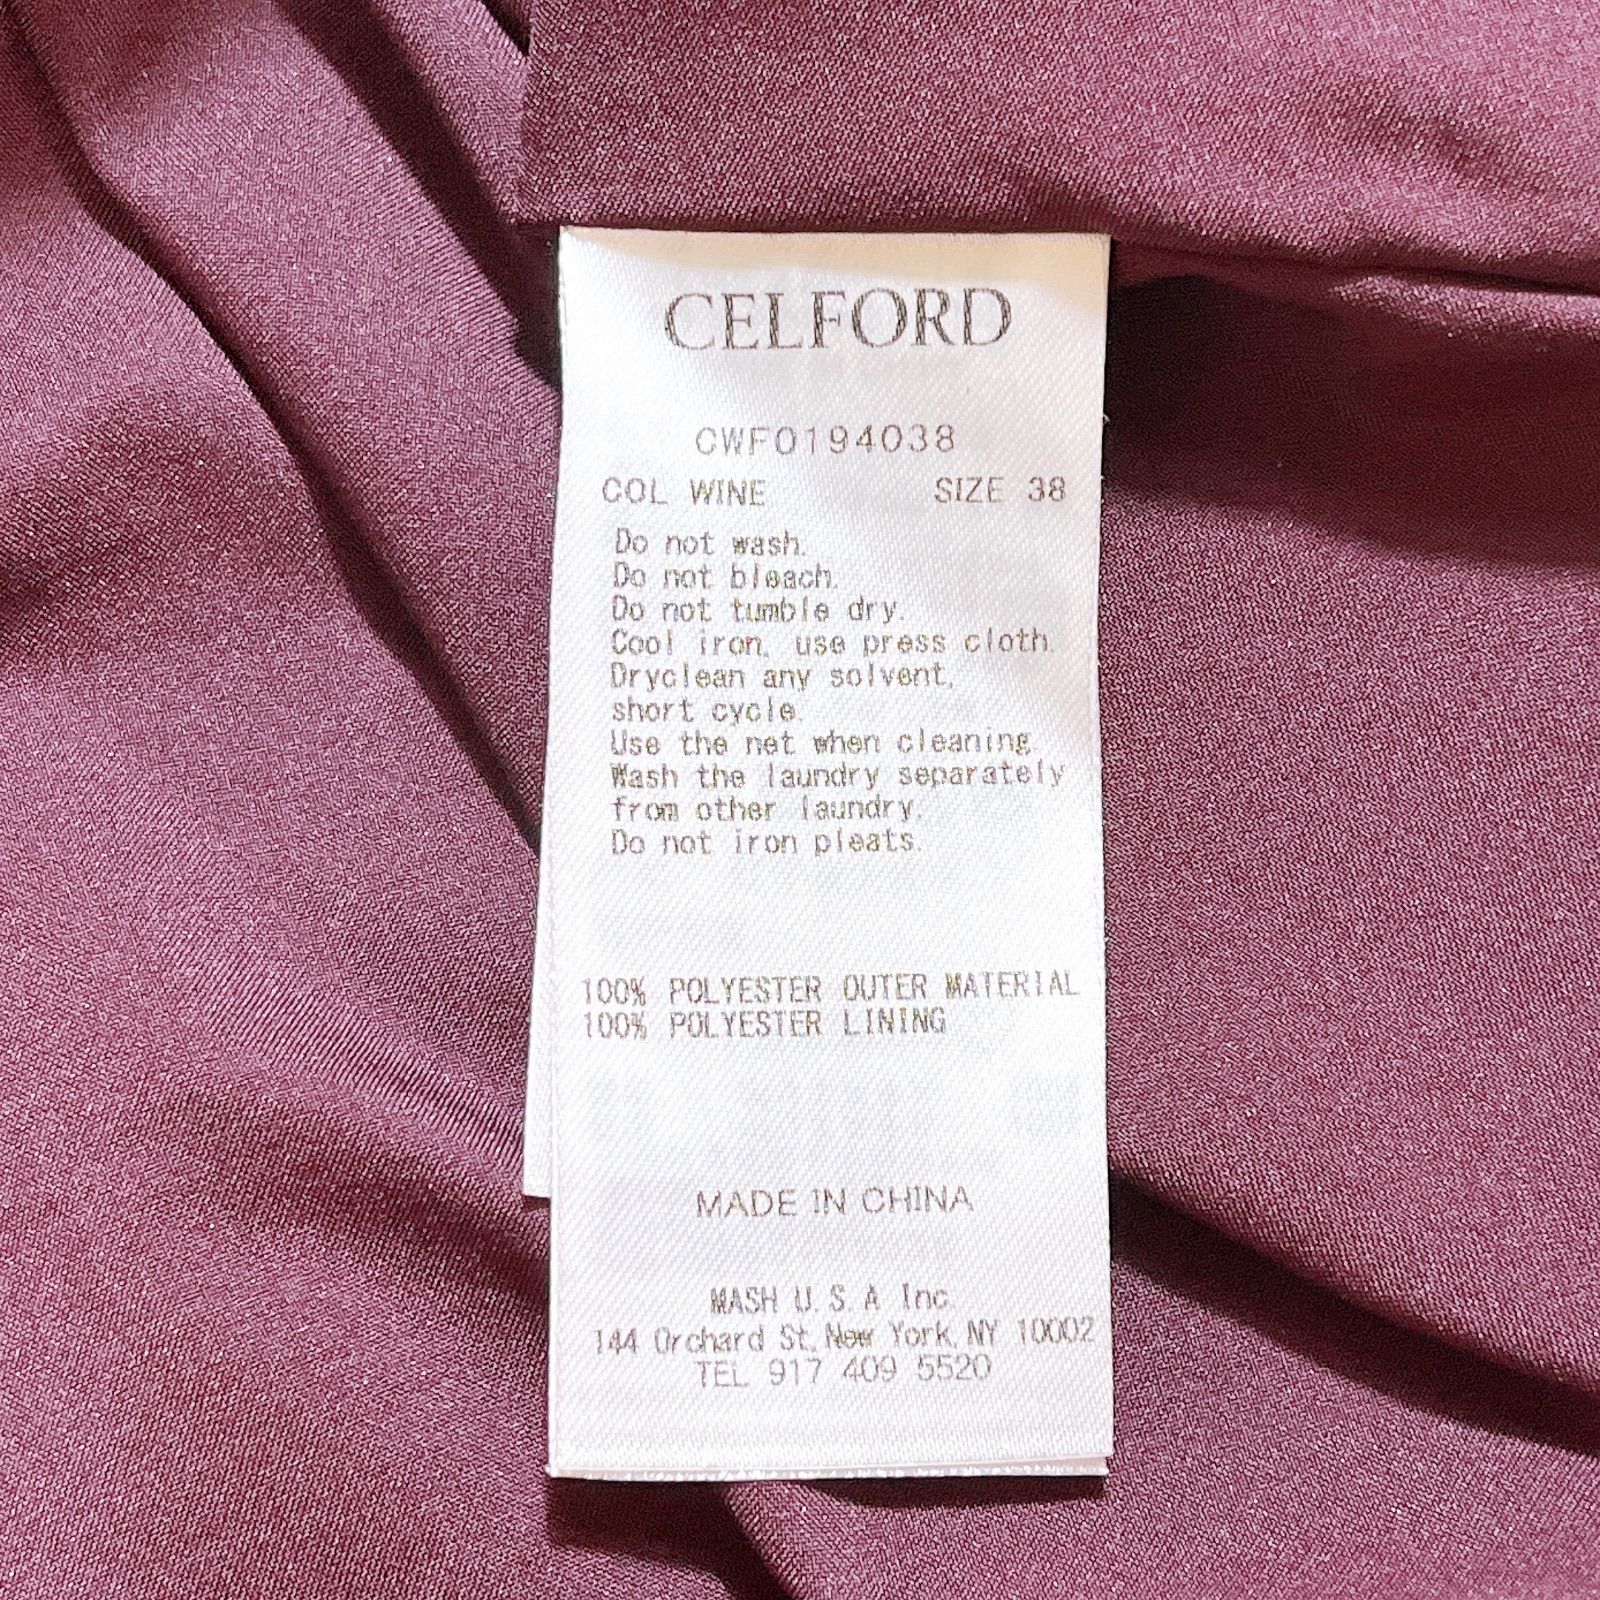 CELFORD
CWFO194038
COL WINE SIZE 38
Do not wash.
Do not bleach.
Do not tumble dry.
Cool iron, use press cloth.
Dryclean any solvent,
short cycle.
Use the net when cleaning.
Wash the laundry separately
from other laundry.
Do not iron pleats.
100% POLYESTER OUTER MATERIAL
100% POLYESTER LINING
MADE IN CHINA
MASH U.S.A Inc.
144 Orchard St, New York, NY 10002
TEL 917 409 5520